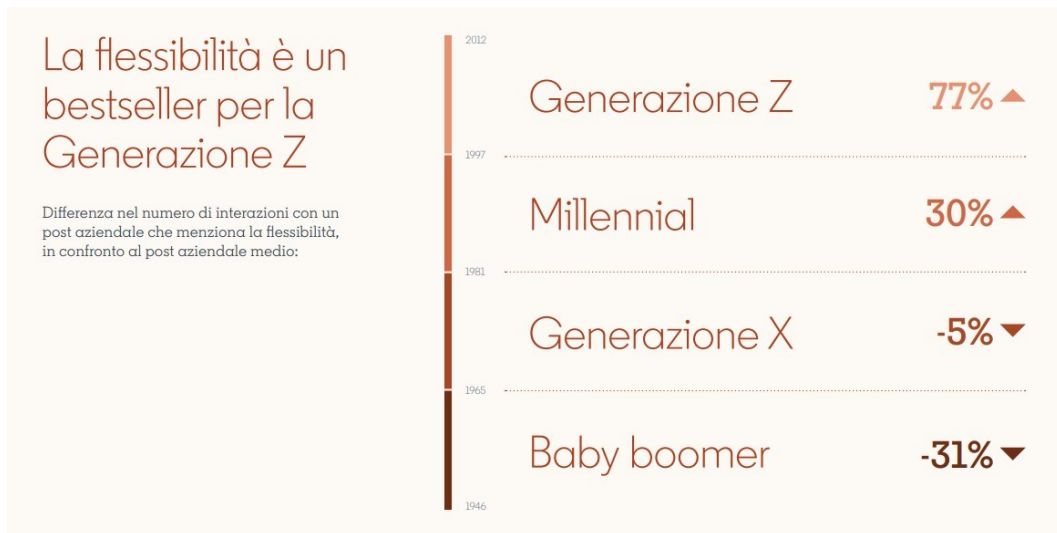 La flessibilità è un
bestseller per la
Generazione Z
Differenza nel numero di interazioni con un
post aziendale che menziona la flessibilità,
in confronto al post aziendale medio:
2012
Generazione Z 77%
1997
Millennial 30%
1981
Generazione X -5%
1965
Baby boomer -31%
1946